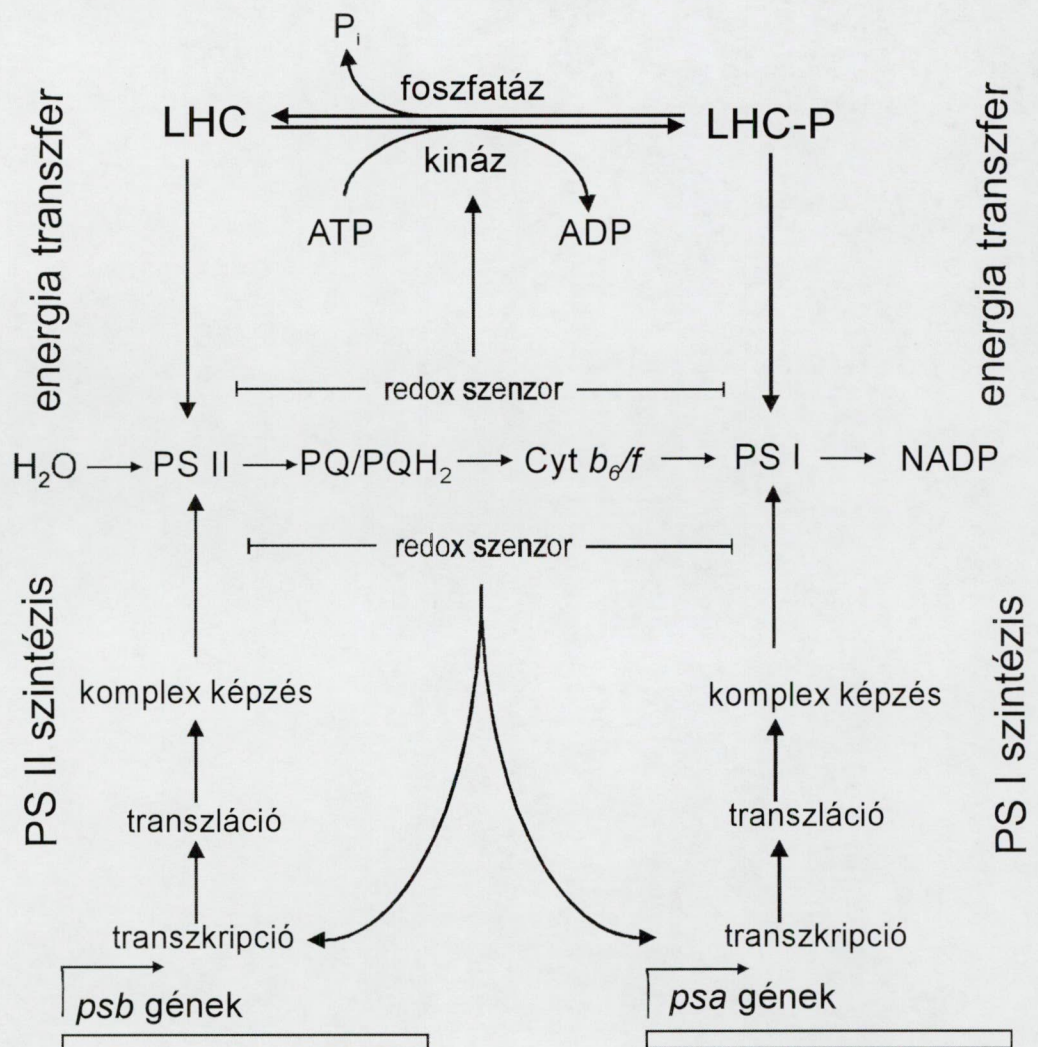 Pᵢ
foszfatáz
LHC LHC-P
kináz
ATP ADP
energia transzfer
energia transzfer
redox szenzor
H₂O PS II PQ/PQH₂ Cyt b₆/f PS I NADP
redox szenzor
PS II szintézis
PS I szintézis
komplex képzés komplex képzés
transzláció transzláció
transzkripció transzkripció
psb gének psa gének